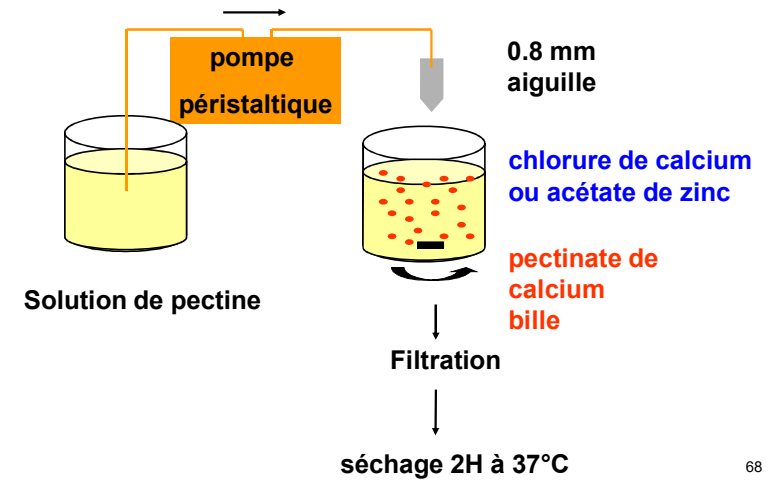 pompe
péristaltique
0.8 mm
aiguille
chlorure de calcium
ou acétate de zinc
Solution de pectine
pectinate de
calcium
bille
Filtration
séchage 2H à 37°C
68